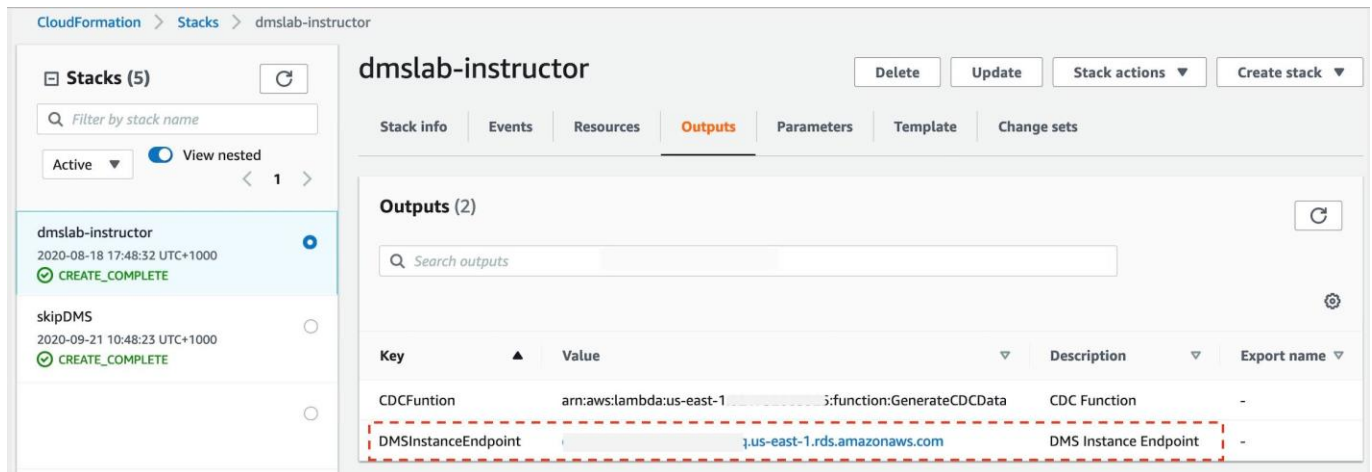 CloudFormation > Stacks > dmslab-instructor
Stacks (5)
Filter by stack name
Active
View nested
< 1 >
dmslab-instructor
2020-08-18 17:48:32 UTC+1000
CREATE_COMPLETE
skipDMS
2020-09-21 10:48:23 UTC+1000
CREATE_COMPLETE
dmslab-instructor
Delete Update Stack actions Create stack
Stack info Events Resources Outputs Parameters Template Change sets
Outputs (2)
Search outputs
Key Value Description Export name
CDCFuntion arn:aws:lambda:us-east-1 :function:GenerateCDCData CDC Function -
DMSInstanceEndpoint .us-east-1.rds.amazonaws.com DMS Instance Endpoint -